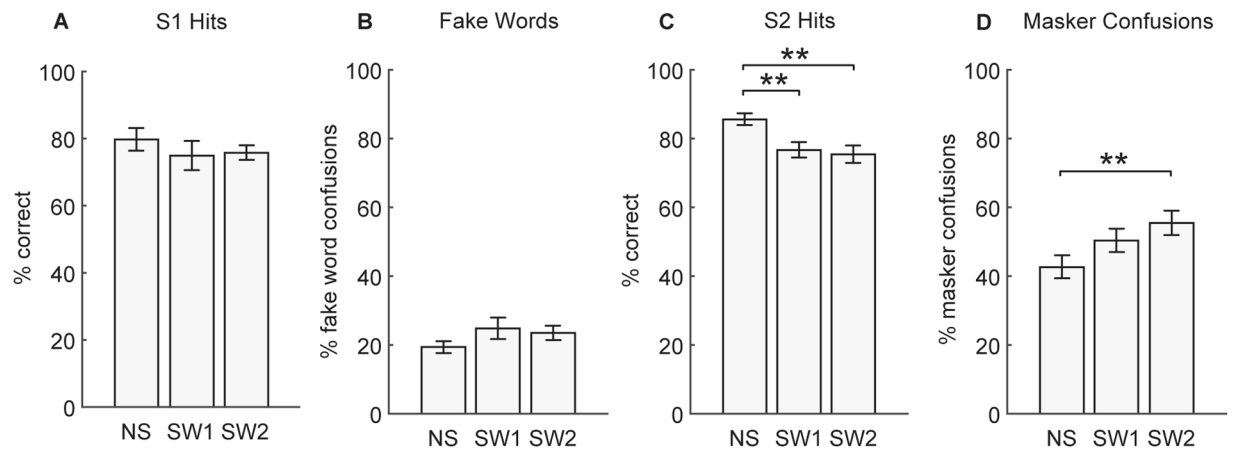 A S1 Hits
% correct
100
80
60
40
20
0
NS SW1 SW2
B Fake Words
% fake word confusions
100
80
60
40
20
0
NS SW1 SW2
C S2 Hits
% correct
100
80
60
40
20
0
**
**
NS SW1 SW2
D Masker Confusions
% masker confusions
100
80
60
40
20
0
**
NS SW1 SW2